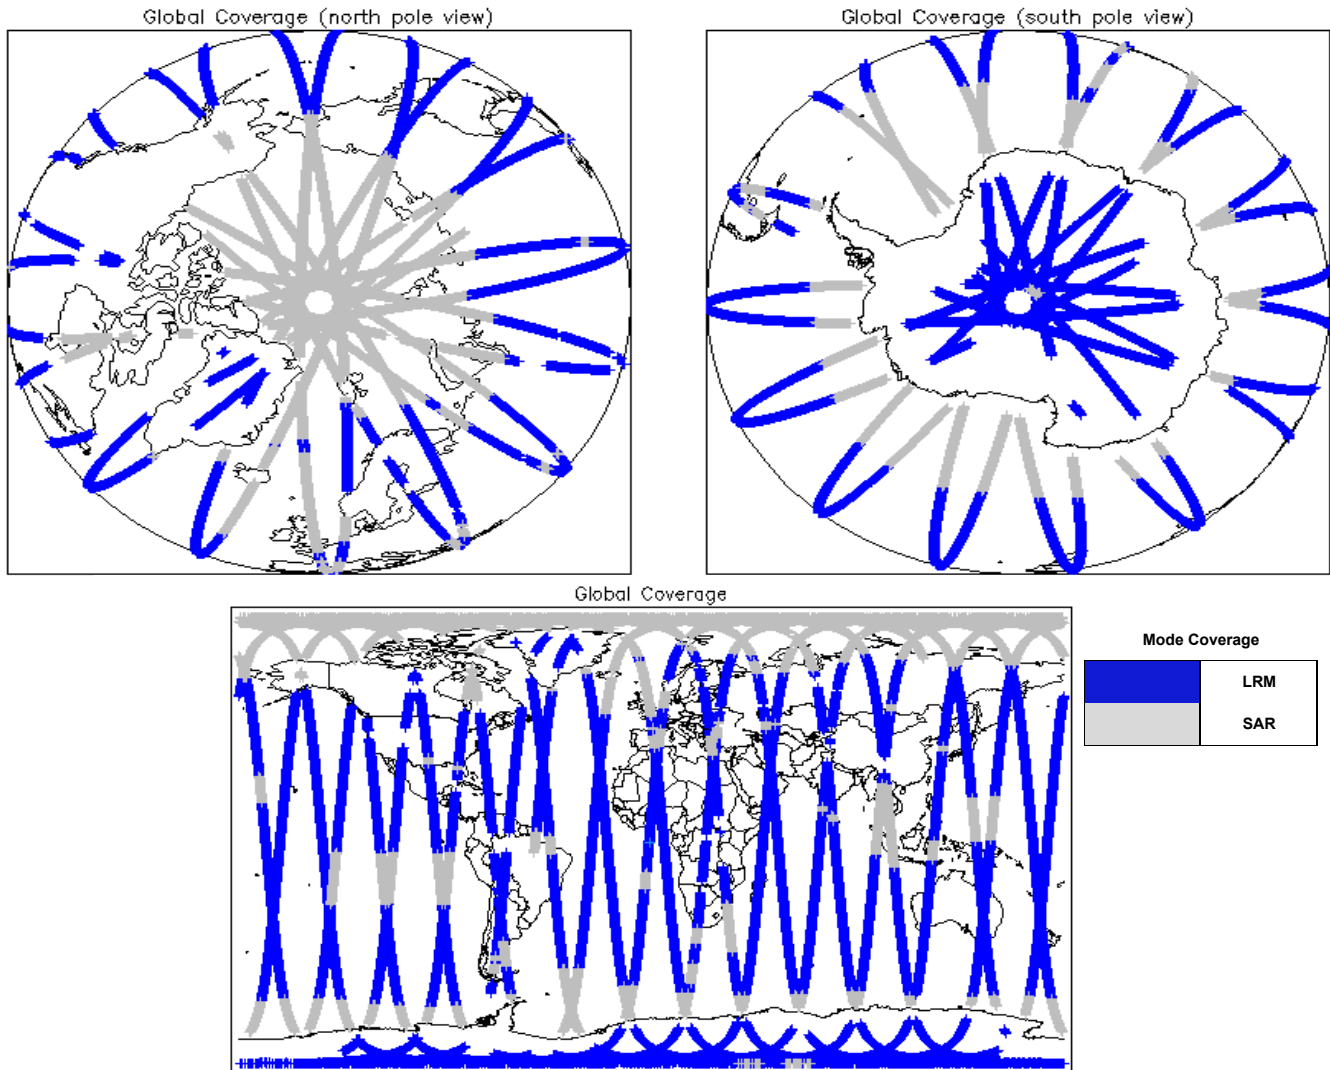 Global Coverage (north pole view)
Global Coverage (south pole view)
Global Coverage
Mode Coverage
LRM
SAR